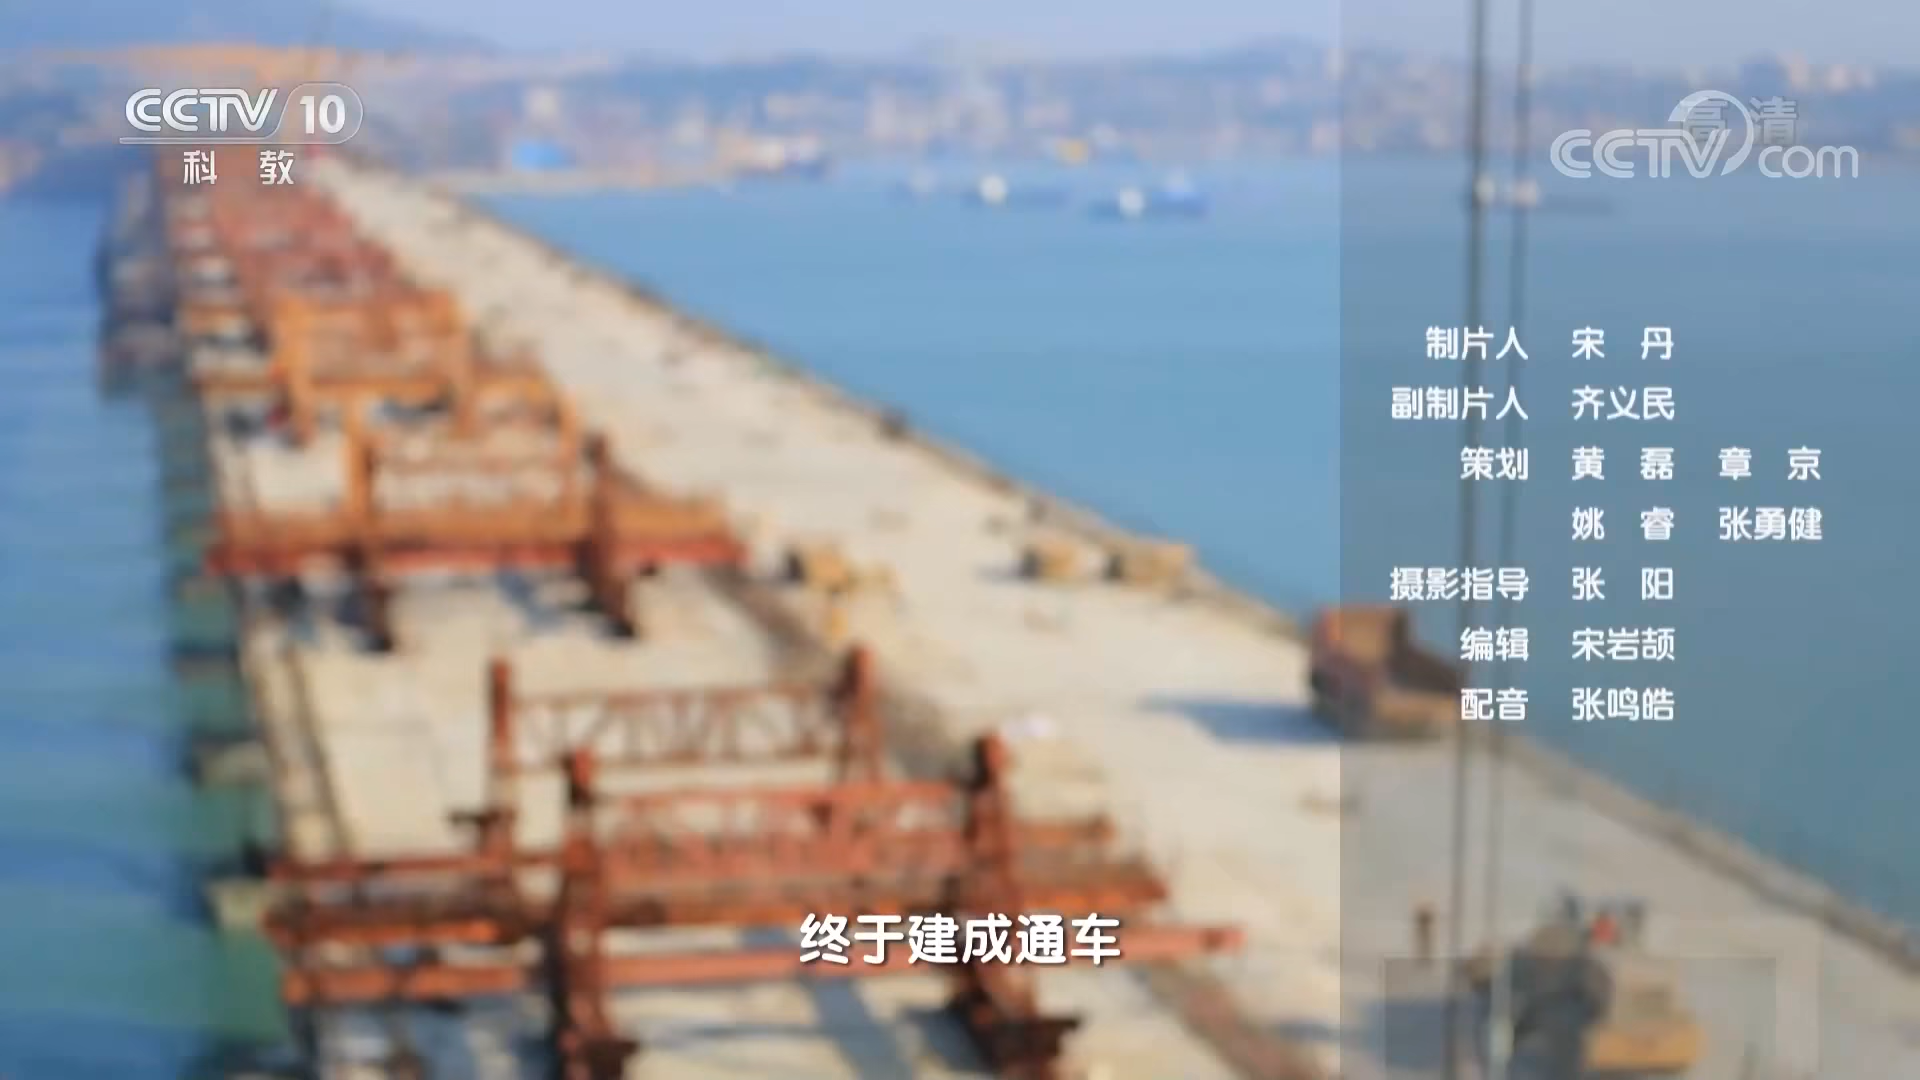 CCTV 10
科 教
高清
CCTV.com
制片人 宋 丹
副制片人 齐义民
策划 黄 磊 章 京
姚 睿 张勇健
摄影指导 张 阳
编辑 宋岩颉
配音 张鸣皓
终于建成通车